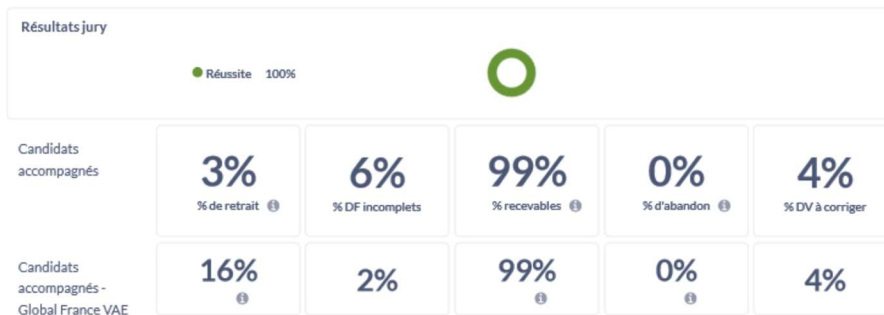 Résultats jury
Réussite 100%
Candidats
accompagnés
3%
% de retrait
6%
% DF incomplets
99%
% recevables
0%
% d'abandon
4%
% DV à corriger
Candidats
accompagnés -
Global France VAE
16%
2%
99%
0%
4%